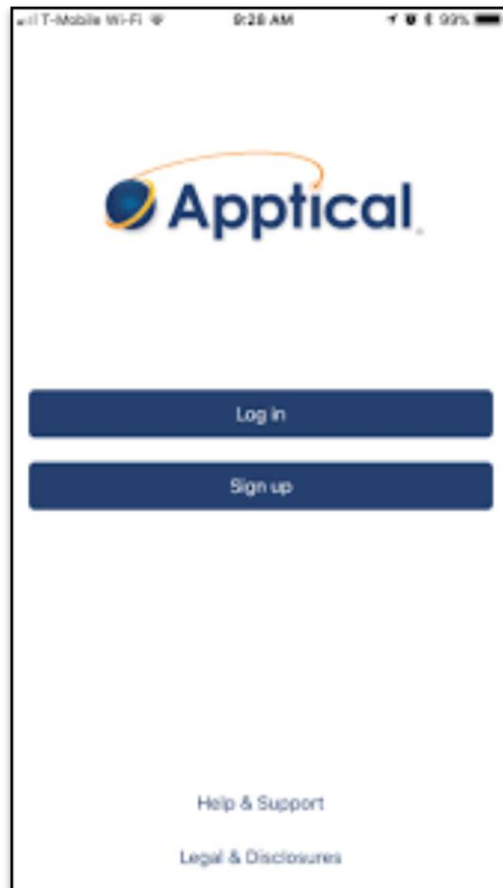 T-Mobile Wi-Fi 9:28 AM 99%
Apptical
Log in
Sign up
Help & Support
Legal & Disclosures